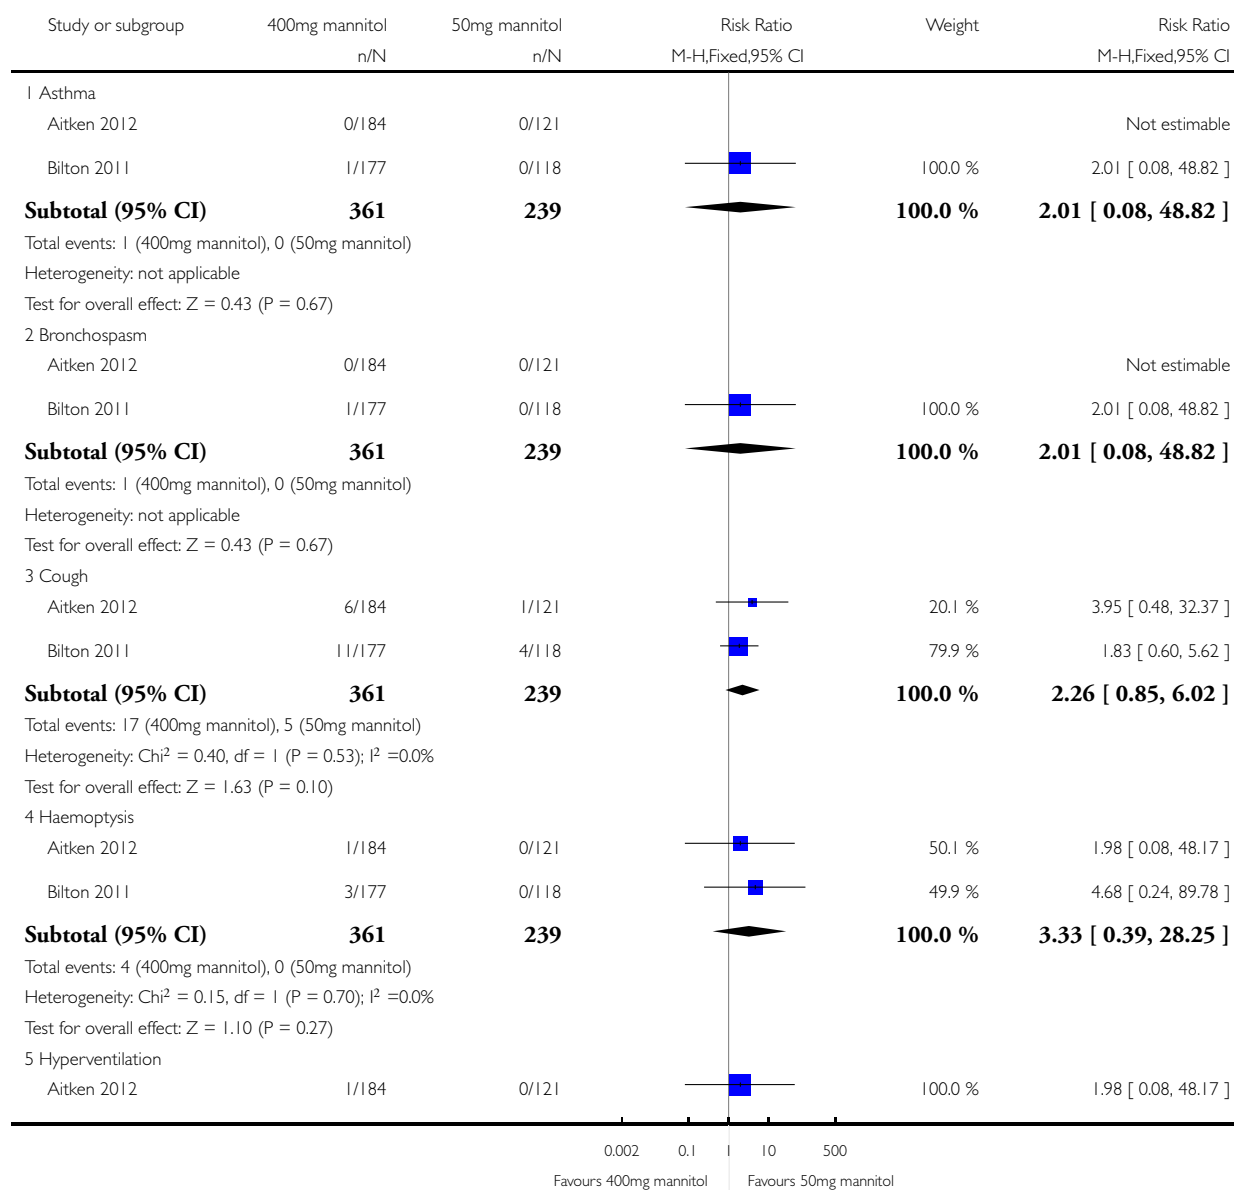 Study or subgroup 400mg mannitol 50mg mannitol Risk Ratio Weight Risk Ratio
n/N n/N M-H,Fixed,95% CI M-H,Fixed,95% CI
1 Asthma
Aitken 2012 0/184 0/121 Not estimable
Bilton 2011 1/177 0/118 100.0 % 2.01 [ 0.08, 48.82 ]
Subtotal (95% CI) 361 239 100.0 % 2.01 [ 0.08, 48.82 ]
Total events: 1 (400mg mannitol), 0 (50mg mannitol)
Heterogeneity: not applicable
Test for overall effect: Z = 0.43 (P = 0.67)
2 Bronchospasm
Aitken 2012 0/184 0/121 Not estimable
Bilton 2011 1/177 0/118 100.0 % 2.01 [ 0.08, 48.82 ]
Subtotal (95% CI) 361 239 100.0 % 2.01 [ 0.08, 48.82 ]
Total events: 1 (400mg mannitol), 0 (50mg mannitol)
Heterogeneity: not applicable
Test for overall effect: Z = 0.43 (P = 0.67)
3 Cough
Aitken 2012 6/184 1/121 20.1 % 3.95 [ 0.48, 32.37 ]
Bilton 2011 11/177 4/118 79.9 % 1.83 [ 0.60, 5.62 ]
Subtotal (95% CI) 361 239 100.0 % 2.26 [ 0.85, 6.02 ]
Total events: 17 (400mg mannitol), 5 (50mg mannitol)
Heterogeneity: Chi² = 0.40, df = 1 (P = 0.53); I² =0.0%
Test for overall effect: Z = 1.63 (P = 0.10)
4 Haemoptysis
Aitken 2012 1/184 0/121 50.1 % 1.98 [ 0.08, 48.17 ]
Bilton 2011 3/177 0/118 49.9 % 4.68 [ 0.24, 89.78 ]
Subtotal (95% CI) 361 239 100.0 % 3.33 [ 0.39, 28.25 ]
Total events: 4 (400mg mannitol), 0 (50mg mannitol)
Heterogeneity: Chi² = 0.15, df = 1 (P = 0.70); I² =0.0%
Test for overall effect: Z = 1.10 (P = 0.27)
5 Hyperventilation
Aitken 2012 1/184 0/121 100.0 % 1.98 [ 0.08, 48.17 ]
0.002 0.1 1 10 500
Favours 400mg mannitol Favours 50mg mannitol